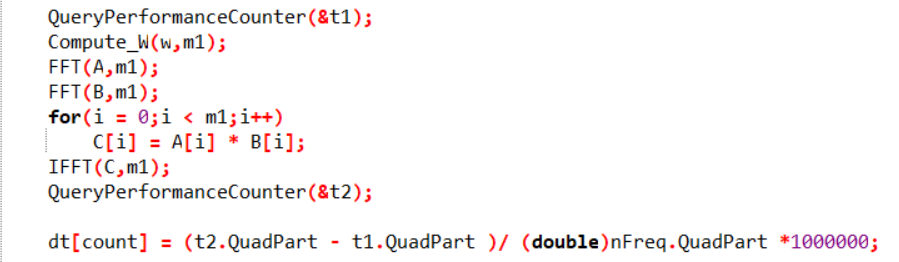 QueryPerformanceCounter(&t1);
Compute_W(w,m1);
FFT(A,m1);
FFT(B,m1);
for(i = 0;i < m1;i++)
C[i] = A[i] * B[i];
IFFT(C,m1);
QueryPerformanceCounter(&t2);
dt[count] = (t2.QuadPart - t1.QuadPart )/ (double)nFreq.QuadPart *1000000;